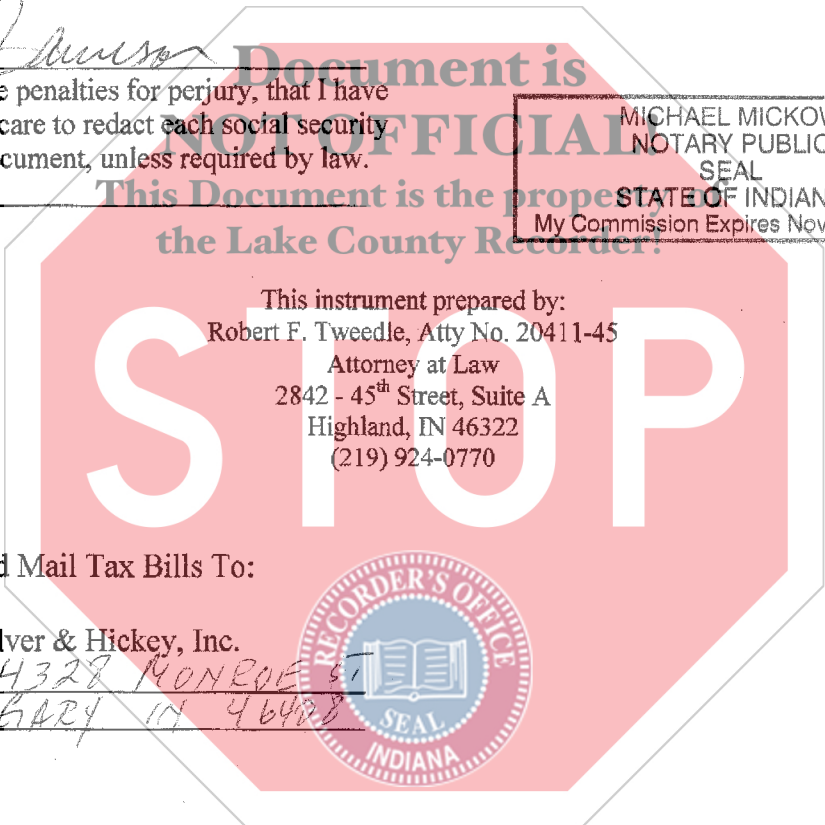 Document is
e penalties for perjury, that I have
care to redact each social security
NOT OFFICIAL!
cument, unless required by law.
This Document is the property of
the Lake County Recorder!
MICHAEL MICKOW
NOTARY PUBLIC
SEAL
STATE OF INDIAN
My Commission Expires Nov
This instrument prepared by:
Robert F. Tweedle, Atty No. 20411-45
Attorney at Law
2842 - 45th Street, Suite A
Highland, IN 46322
(219) 924-0770
STOP
d Mail Tax Bills To:
lver & Hickey, Inc.
4328 MONROE ST
GARY IN 46408
RECORDER'S OFFICE
SEAL
INDIANA